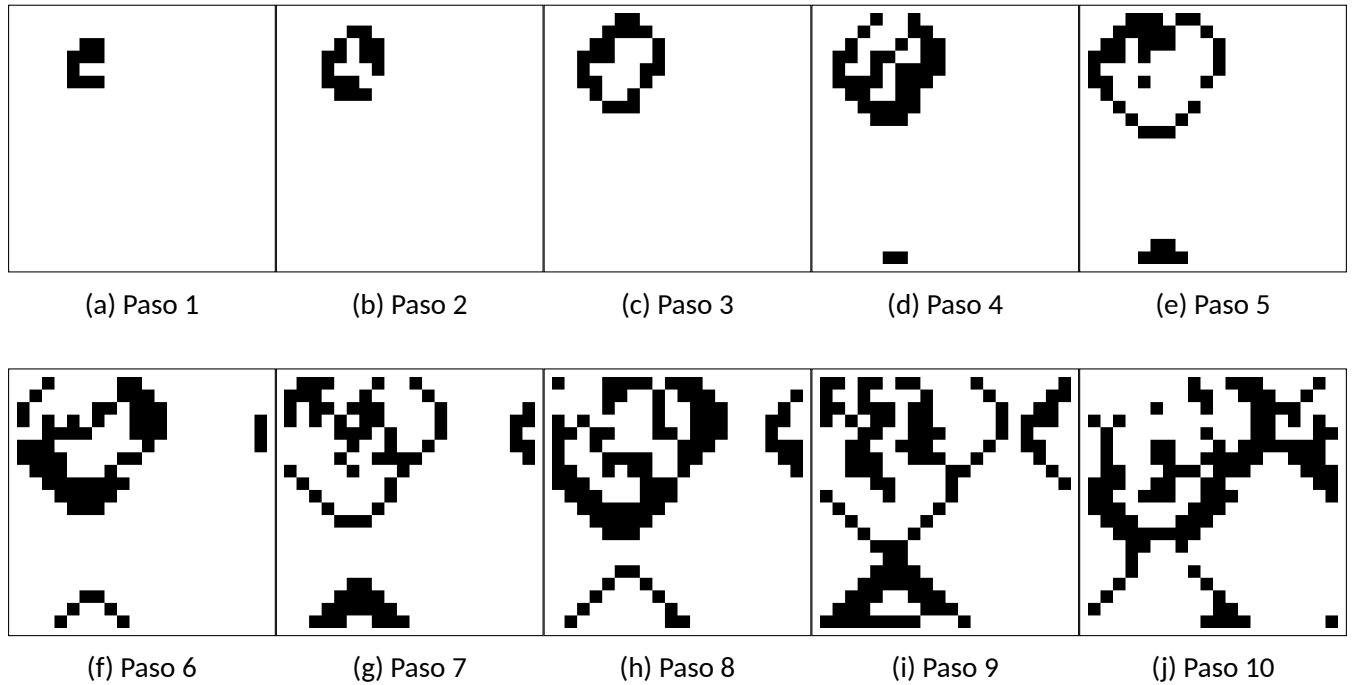 (a) Paso 1
(b) Paso 2
(c) Paso 3
(d) Paso 4
(e) Paso 5
(f) Paso 6
(g) Paso 7
(h) Paso 8
(i) Paso 9
(j) Paso 10